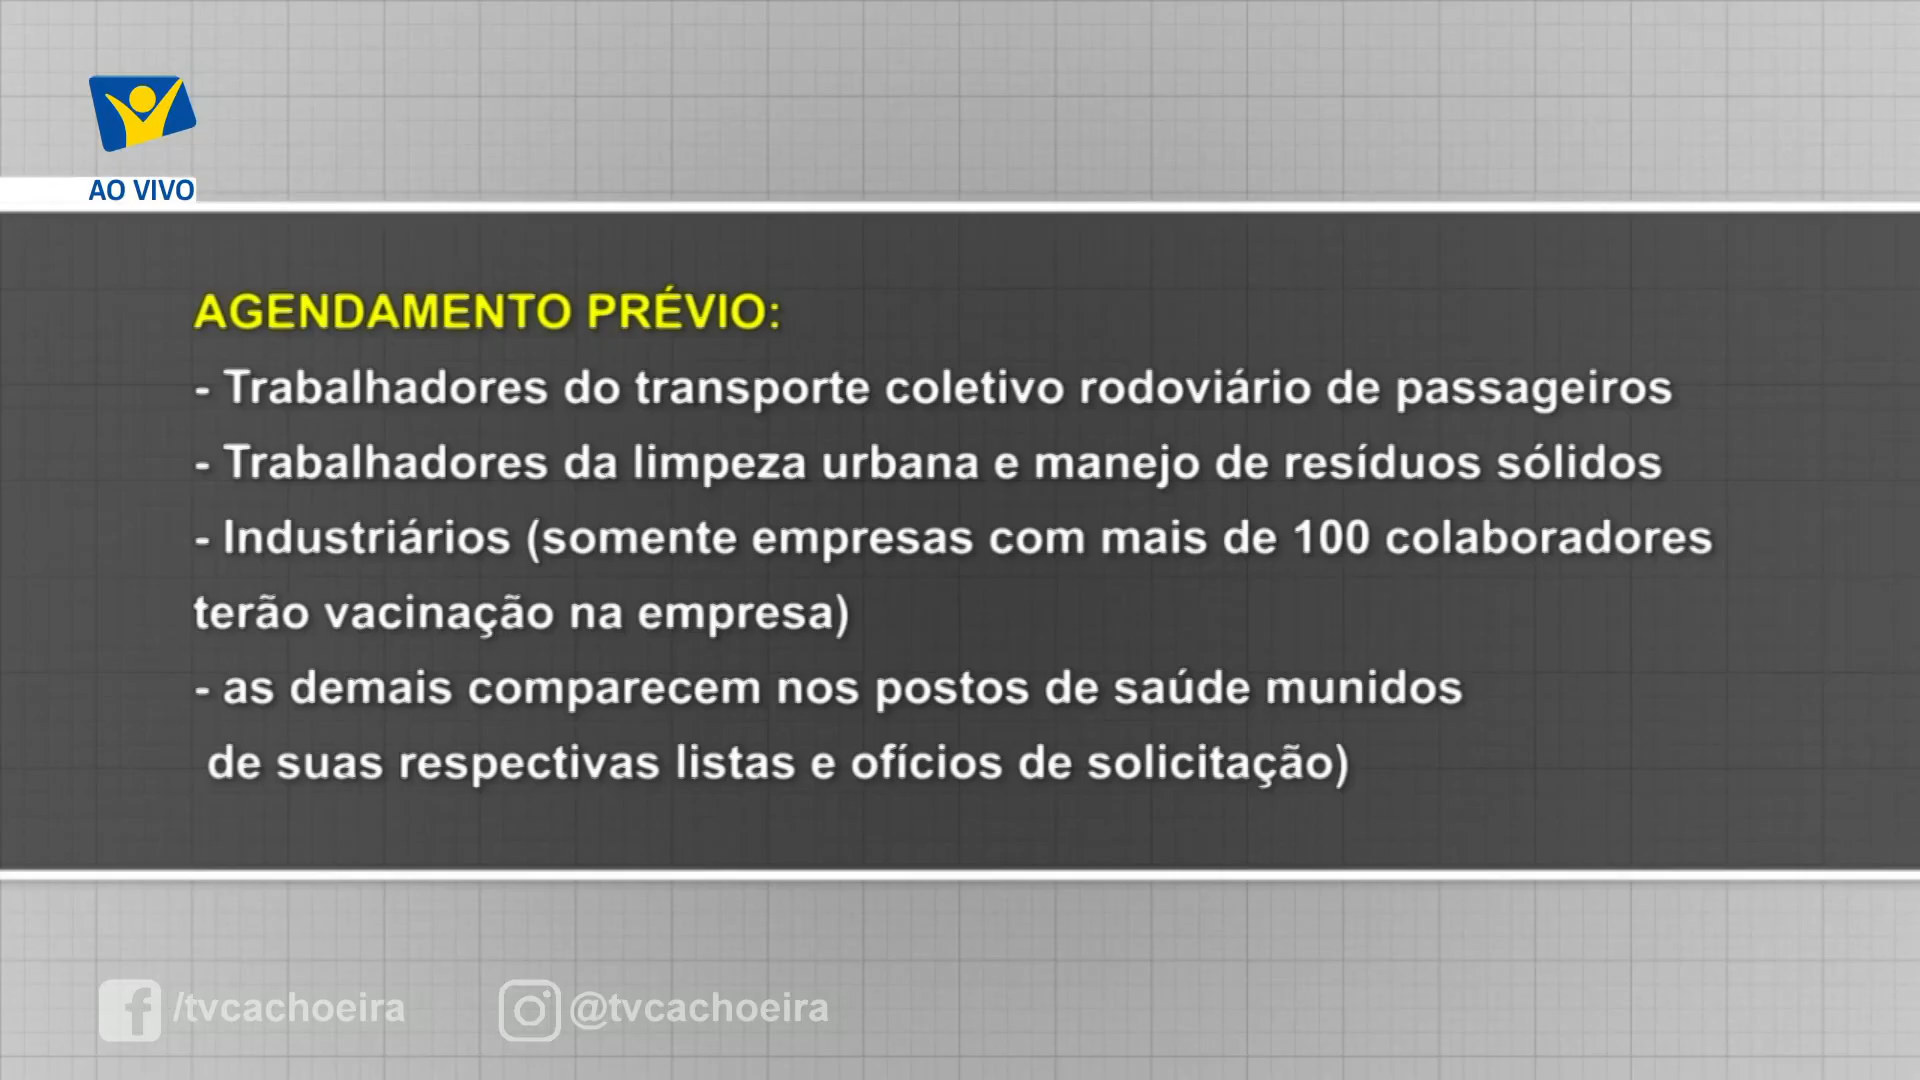 AO VIVO
AGENDAMENTO PRÉVIO:
- Trabalhadores do transporte coletivo rodoviário de passageiros
- Trabalhadores da limpeza urbana e manejo de resíduos sólidos
- Industriários (somente empresas com mais de 100 colaboradores
terão vacinação na empresa)
- as demais comparecem nos postos de saúde munidos
de suas respectivas listas e ofícios de solicitação)
/tvcachoeira @tvcachoeira